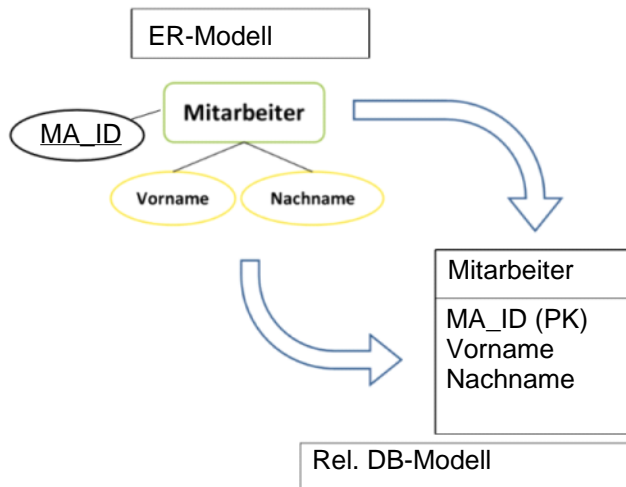 ER-Modell
Mitarbeiter
MA_ID
Vorname
Nachname
Mitarbeiter
MA_ID (PK)
Vorname
Nachname
Rel. DB-Modell